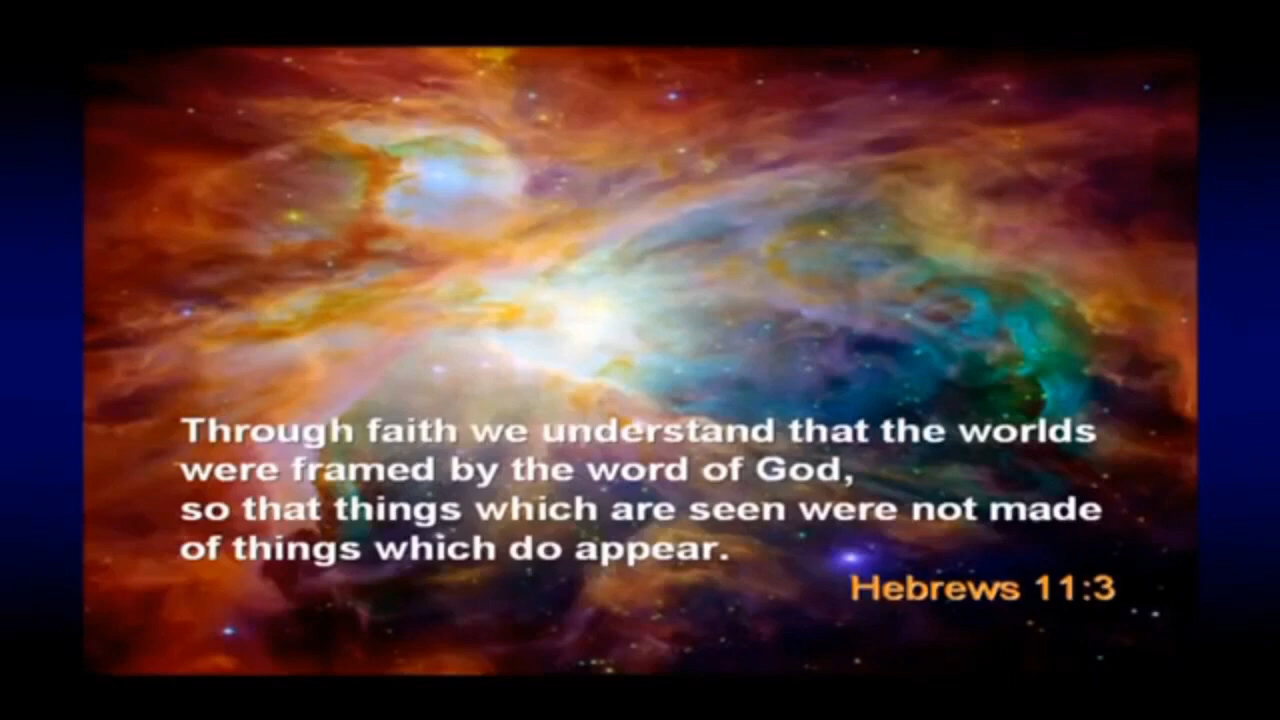 Through faith we understand that the worlds
were framed by the word of God,
so that things which are seen were not made
of things which do appear.
Hebrews 11:3